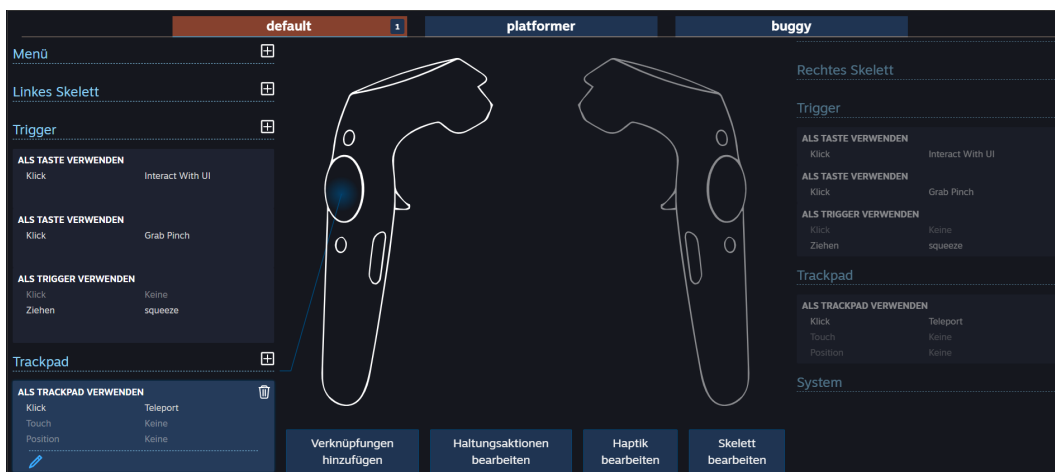 default 1 platformer buggy
Menü
Linkes Skelett
Trigger
ALS TASTE VERWENDEN
Klick Interact With UI
ALS TASTE VERWENDEN
Klick Grab Pinch
ALS TRIGGER VERWENDEN
Klick Keine
Ziehen squeeze
Trackpad
ALS TRACKPAD VERWENDEN
Klick Teleport
Touch Keine
Position Keine
Verknüpfungen
hinzufügen
Haltungsaktionen
bearbeiten
Haptik
bearbeiten
Skelett
bearbeiten
Rechtes Skelett
Trigger
ALS TASTE VERWENDEN
Klick Interact With UI
ALS TASTE VERWENDEN
Klick Grab Pinch
ALS TRIGGER VERWENDEN
Klick Keine
Ziehen squeeze
Trackpad
ALS TRACKPAD VERWENDEN
Klick Teleport
Touch Keine
Position Keine
System